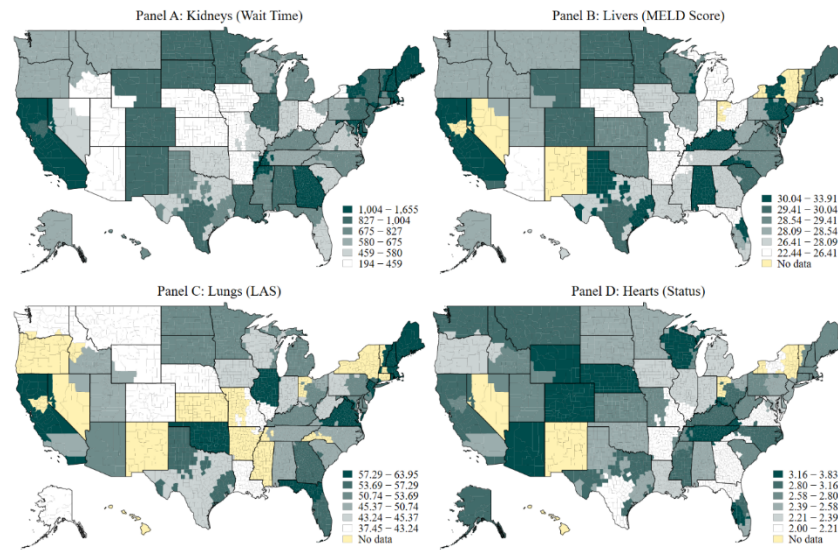 Panel A: Kidneys (Wait Time)
1,004 − 1,655
827 − 1,004
675 − 827
580 − 675
459 − 580
194 − 459
Panel B: Livers (MELD Score)
30.04 − 33.91
29.41 − 30.04
28.54 − 29.41
28.09 − 28.54
26.41 − 28.09
22.44 − 26.41
No data
Panel C: Lungs (LAS)
57.29 − 63.95
53.69 − 57.29
50.74 − 53.69
45.37 − 50.74
43.24 − 45.37
37.45 − 43.24
No data
Panel D: Hearts (Status)
3.16 − 3.83
2.80 − 3.16
2.58 − 2.80
2.39 − 2.58
2.21 − 2.39
2.00 − 2.21
No data